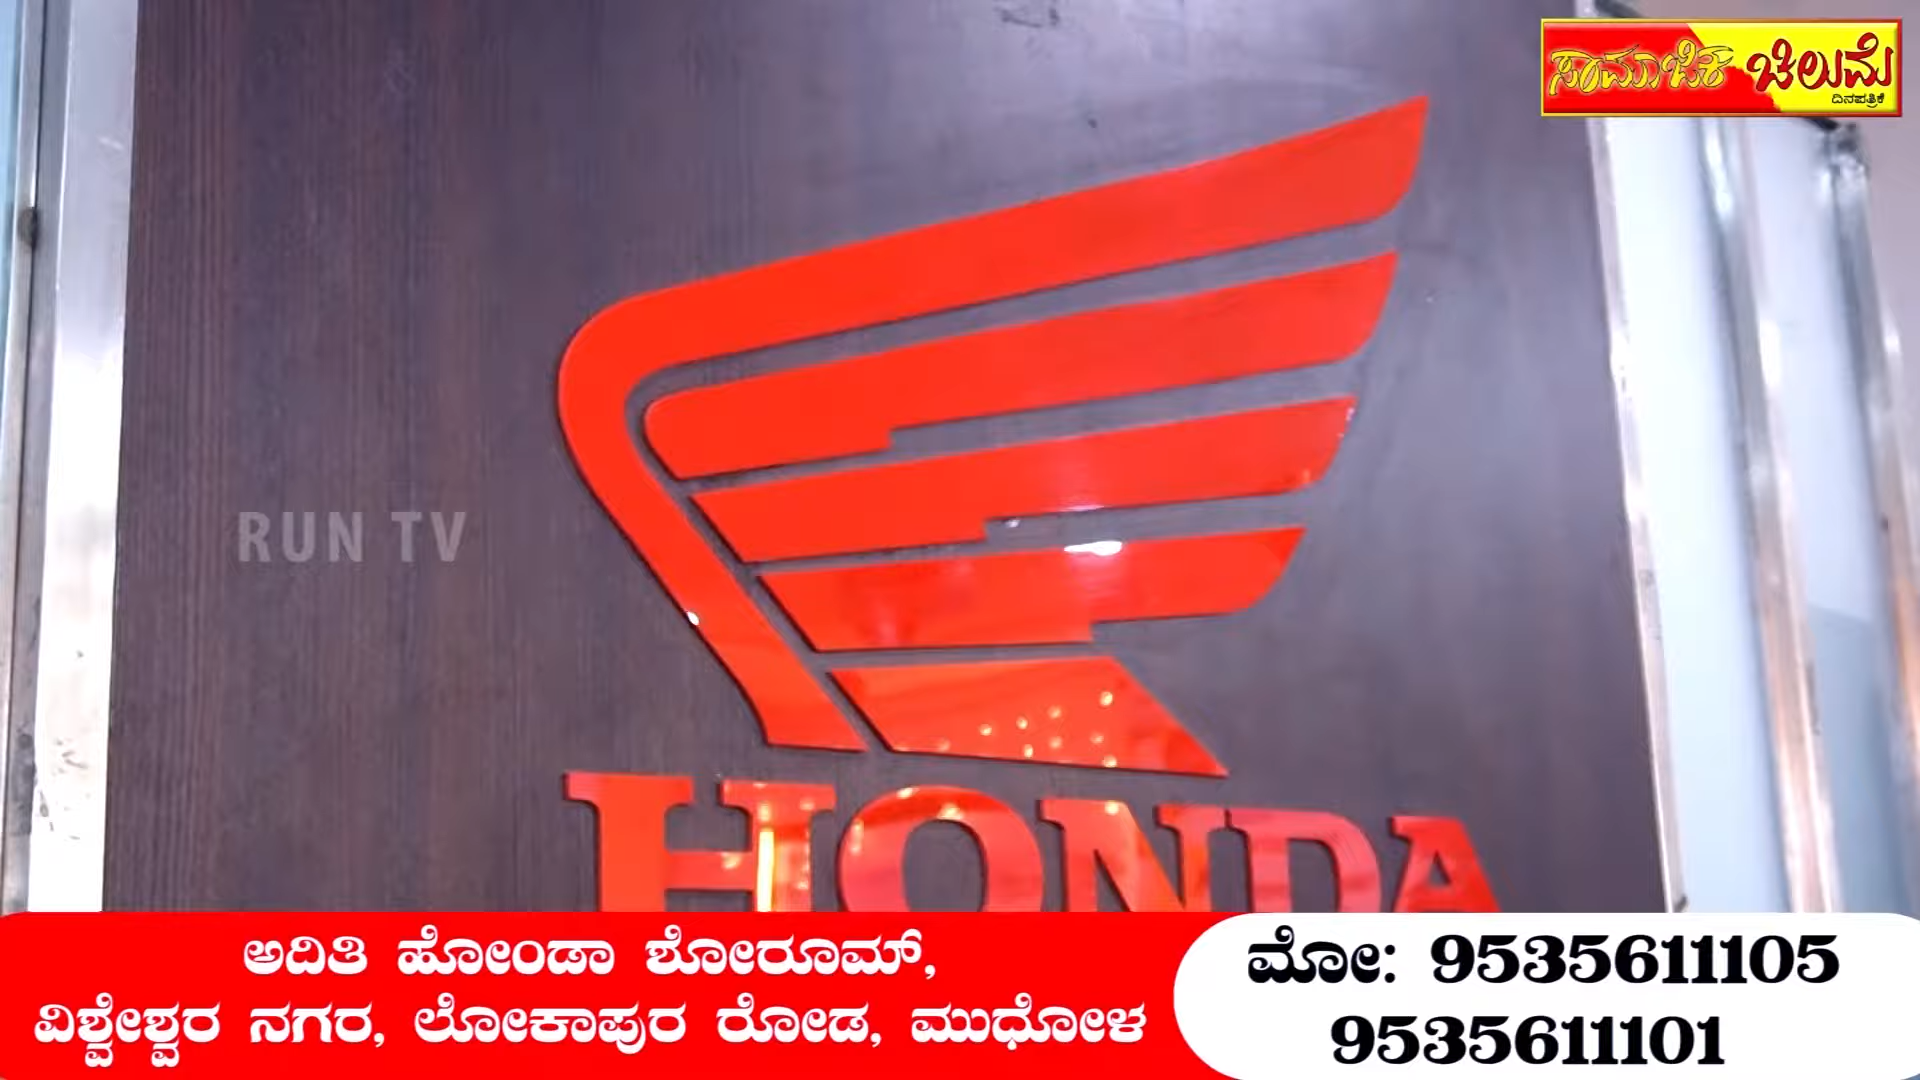 ಸಾಮಾಜಿಕ ಚಿಲುಮೆ
ದಿನಪತ್ರಿಕೆ
RUN TV
HONDA
ಅದಿತಿ ಹೋಂಡಾ ಶೋರೂಮ್,
ವಿಶ್ವೇಶ್ವರ ನಗರ, ಲೋಕಾಪುರ ರೋಡ, ಮುಧೋಳ
ಮೋ: 9535611105
9535611101